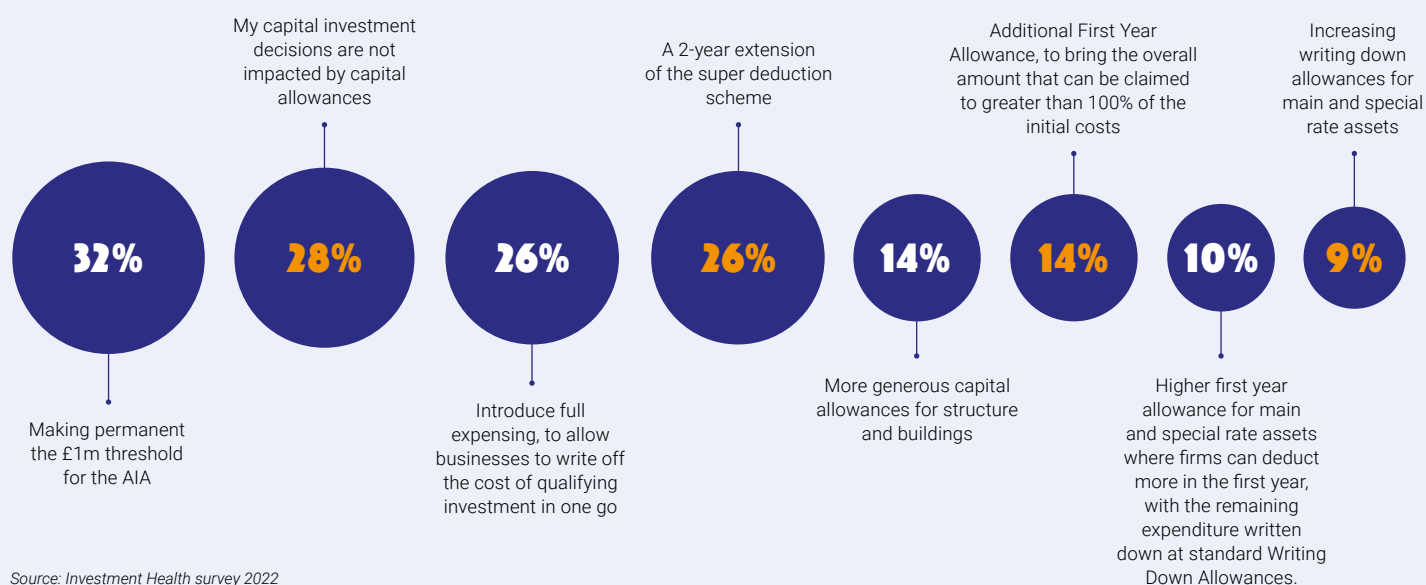 My capital investment
decisions are not
impacted by capital
allowances
A 2-year extension
of the super deduction
scheme
Additional First Year
Allowance, to bring the overall
amount that can be claimed
to greater than 100% of the
initial costs
Increasing
writing down
allowances for
main and special
rate assets
32%
28%
26%
26%
14%
14%
10%
9%
Making permanent
the £1m threshold
for the AIA
Introduce full
expensing, to allow
businesses to write off
the cost of qualifying
investment in one go
More generous capital
allowances for structure
and buildings
Higher first year
allowance for main
and special rate assets
where firms can deduct
more in the first year,
with the remaining
expenditure written
down at standard Writing
Down Allowances.
Source: Investment Health survey 2022